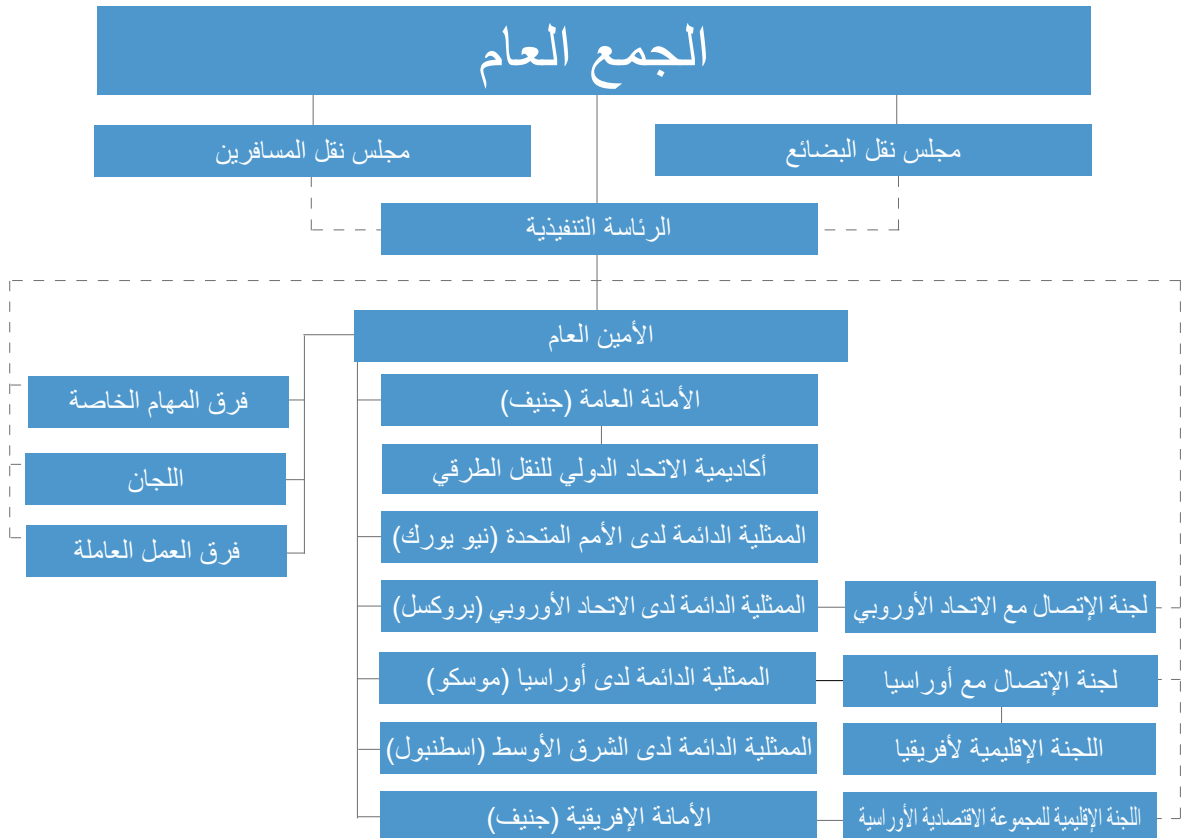 الجمع العام
مجلس نقل البضائع
مجلس نقل المسافرين
الرئاسة التنفيذية
الأمين العام
الأمانة العامة (جنيف)
فرق المهام الخاصة
أكاديمية الاتحاد الدولي للنقل الطرقي
اللجان
الممثلية الدائمة لدى الأمم المتحدة (نيو يورك)
فرق العمل العاملة
لجنة الإتصال مع الاتحاد الأوروبي
الممثلية الدائمة لدى الاتحاد الأوروبي (بروكسل)
لجنة الإتصال مع أوراسيا
الممثلية الدائمة لدى أوراسيا (موسكو)
اللجنة الإقليمية لأفريقيا
الممثلية الدائمة لدى الشرق الأوسط (اسطنبول)
اللجنة الإقليمية للمجموعة الاقتصادية الأوراسية
الأمانة الإفريقية (جنيف)